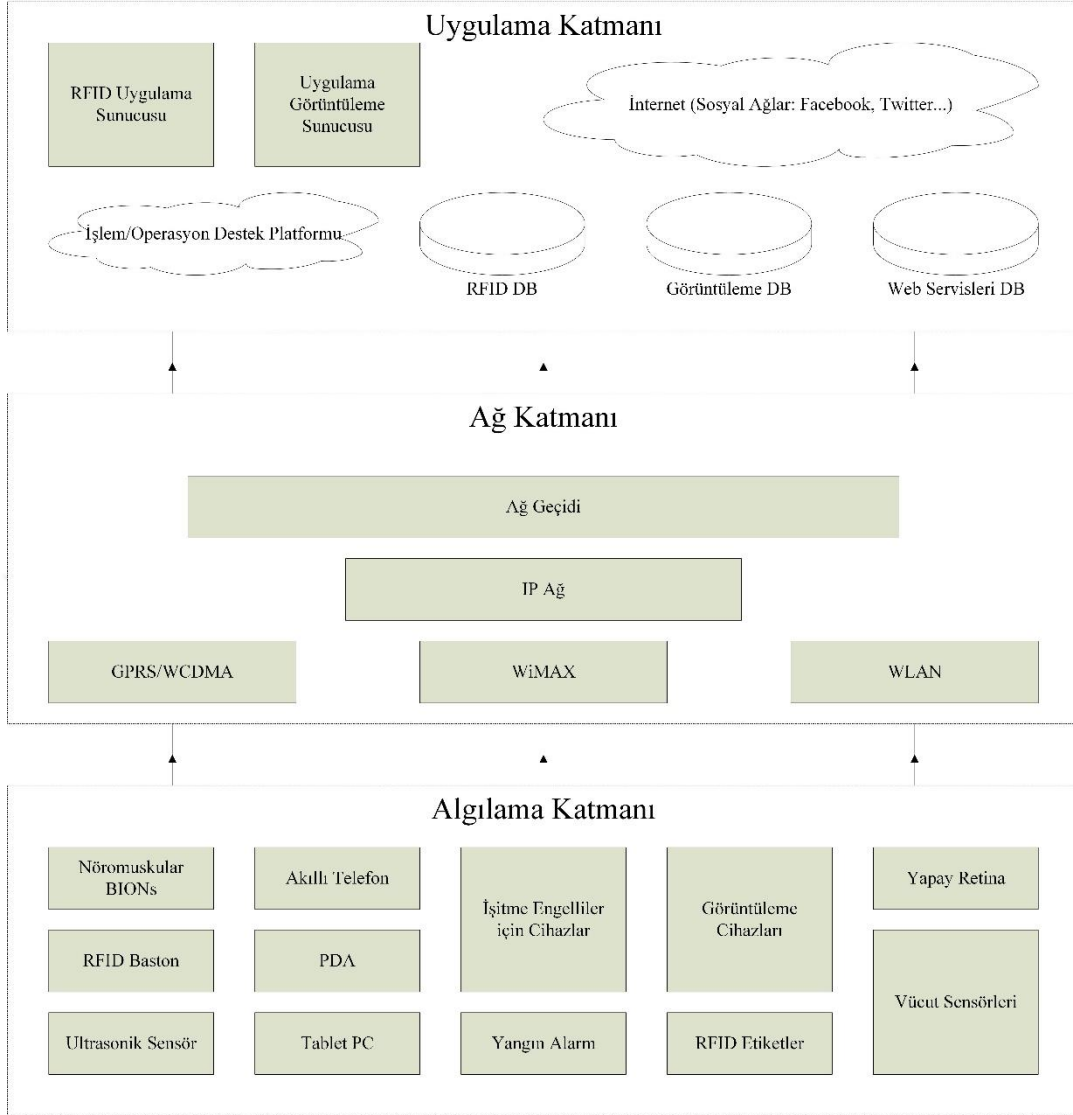 Uygulama Katmanı
RFID Uygulama
Sunucusu
Uygulama
Görüntüleme
Sunucusu
İnternet (Sosyal Ağlar: Facebook, Twitter...)
İşlem/Operasyon Destek Platformu
RFID DB
Görüntüleme DB
Web Servisleri DB
Ağ Katmanı
Ağ Geçidi
IP Ağ
GPRS/WCDMA
WiMAX
WLAN
Algılama Katmanı
Nöromuskular
BIONs
Akıllı Telefon
İşitme Engelliler
için Cihazlar
Görüntüleme
Cihazları
Yapay Retina
RFID Baston
PDA
Vücut Sensörleri
Ultrasonik Sensör
Tablet PC
Yangın Alarm
RFID Etiketler